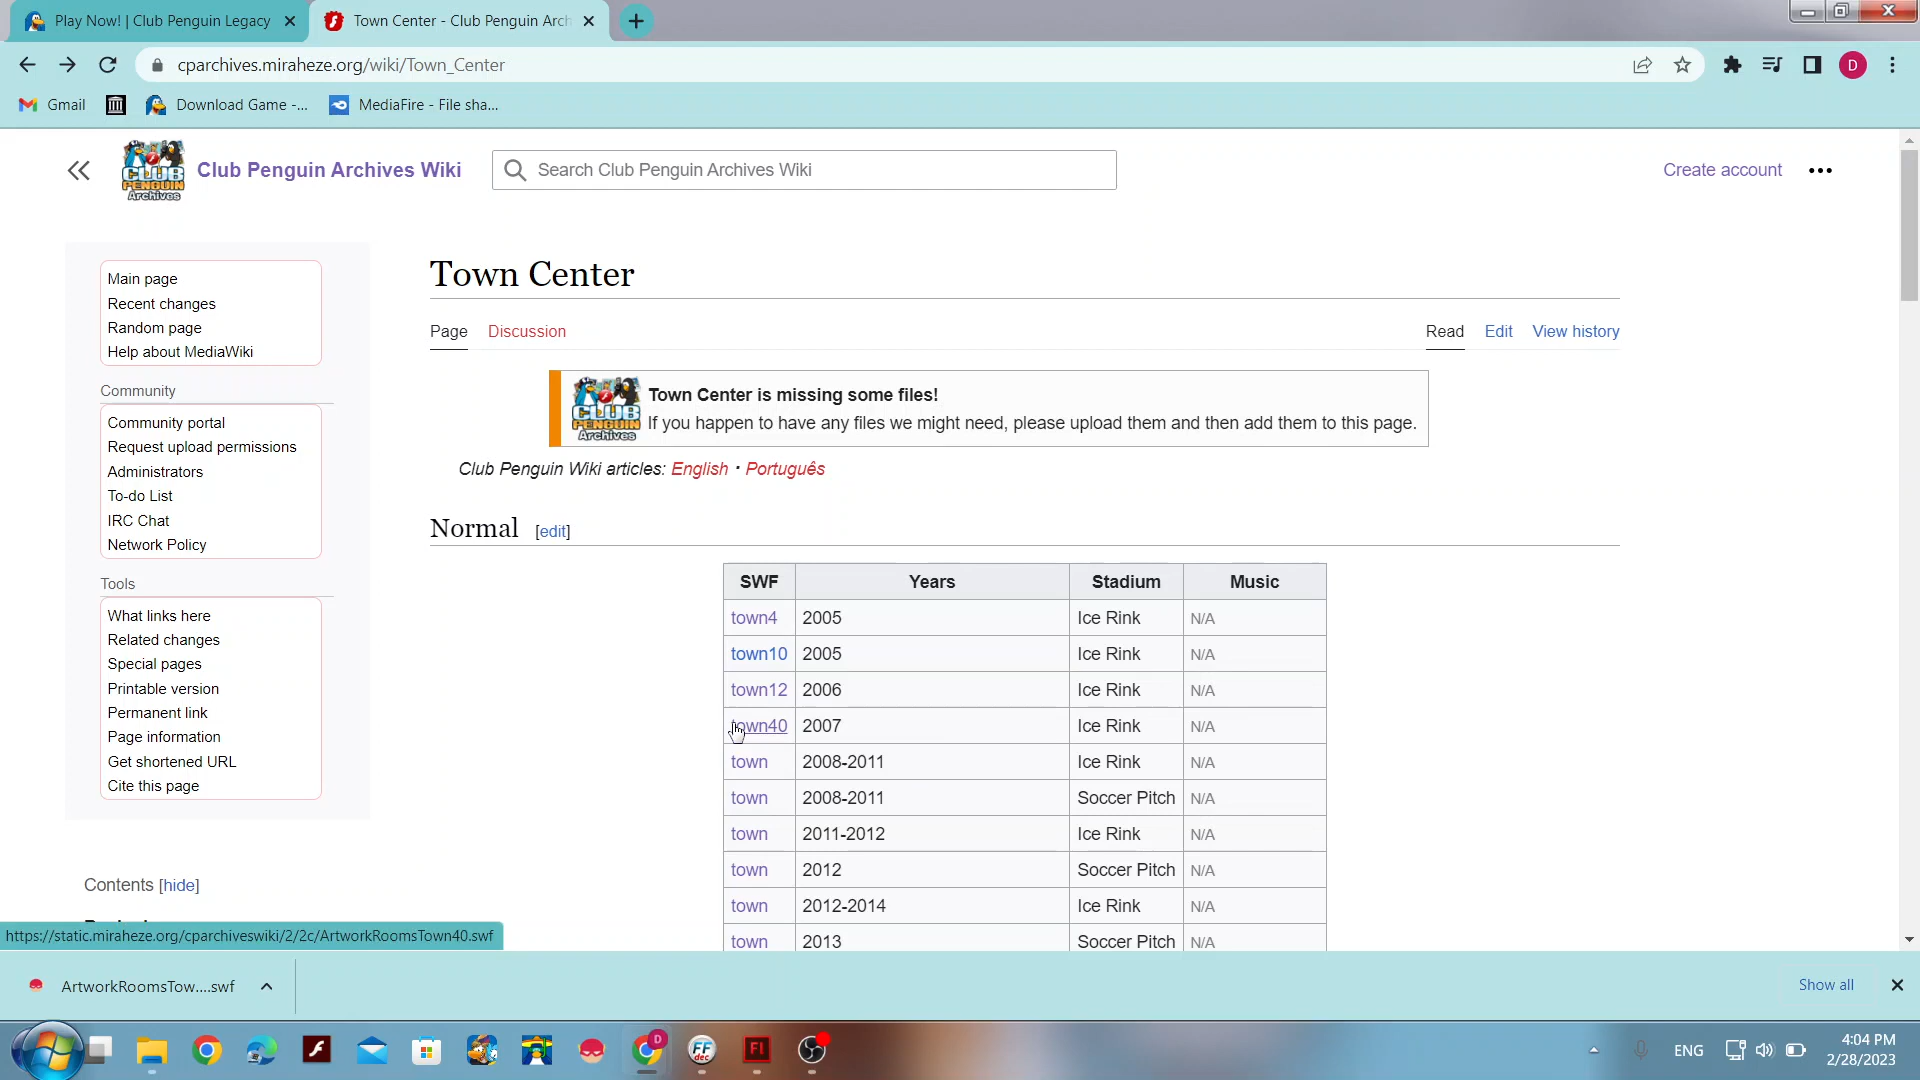 Play Now! | Club Penguin Legacy
Town Center - Club Penguin Arch
cparchives.miraheze.org/wiki/Town_Center
D
Gmail
Download Game -...
MediaFire - File sha...
CLUB PENGUIN Archives
Club Penguin Archives Wiki
Search Club Penguin Archives Wiki
Create account
Main page
Recent changes
Random page
Help about MediaWiki
Community
Community portal
Request upload permissions
Administrators
To-do List
IRC Chat
Network Policy
Tools
What links here
Related changes
Special pages
Printable version
Permanent link
Page information
Get shortened URL
Cite this page
Contents [hide]
Town Center
Page Discussion Read Edit View history
CLUB PENGUIN Archives
Town Center is missing some files!
If you happen to have any files we might need, please upload them and then add them to this page.
Club Penguin Wiki articles: English • Português
Normal [edit]
SWF Years Stadium Music
town4 2005 Ice Rink N/A
town10 2005 Ice Rink N/A
town12 2006 Ice Rink N/A
town40 2007 Ice Rink N/A
town 2008-2011 Ice Rink N/A
town 2008-2011 Soccer Pitch N/A
town 2011-2012 Ice Rink N/A
town 2012 Soccer Pitch N/A
town 2012-2014 Ice Rink N/A
town 2013 Soccer Pitch N/A
https://static.miraheze.org/cparchiveswiki/2/2c/ArtworkRoomsTown40.swf
ArtworkRoomsTow....swf
Show all
D
FF dec
Fl
ENG
4:04 PM
2/28/2023